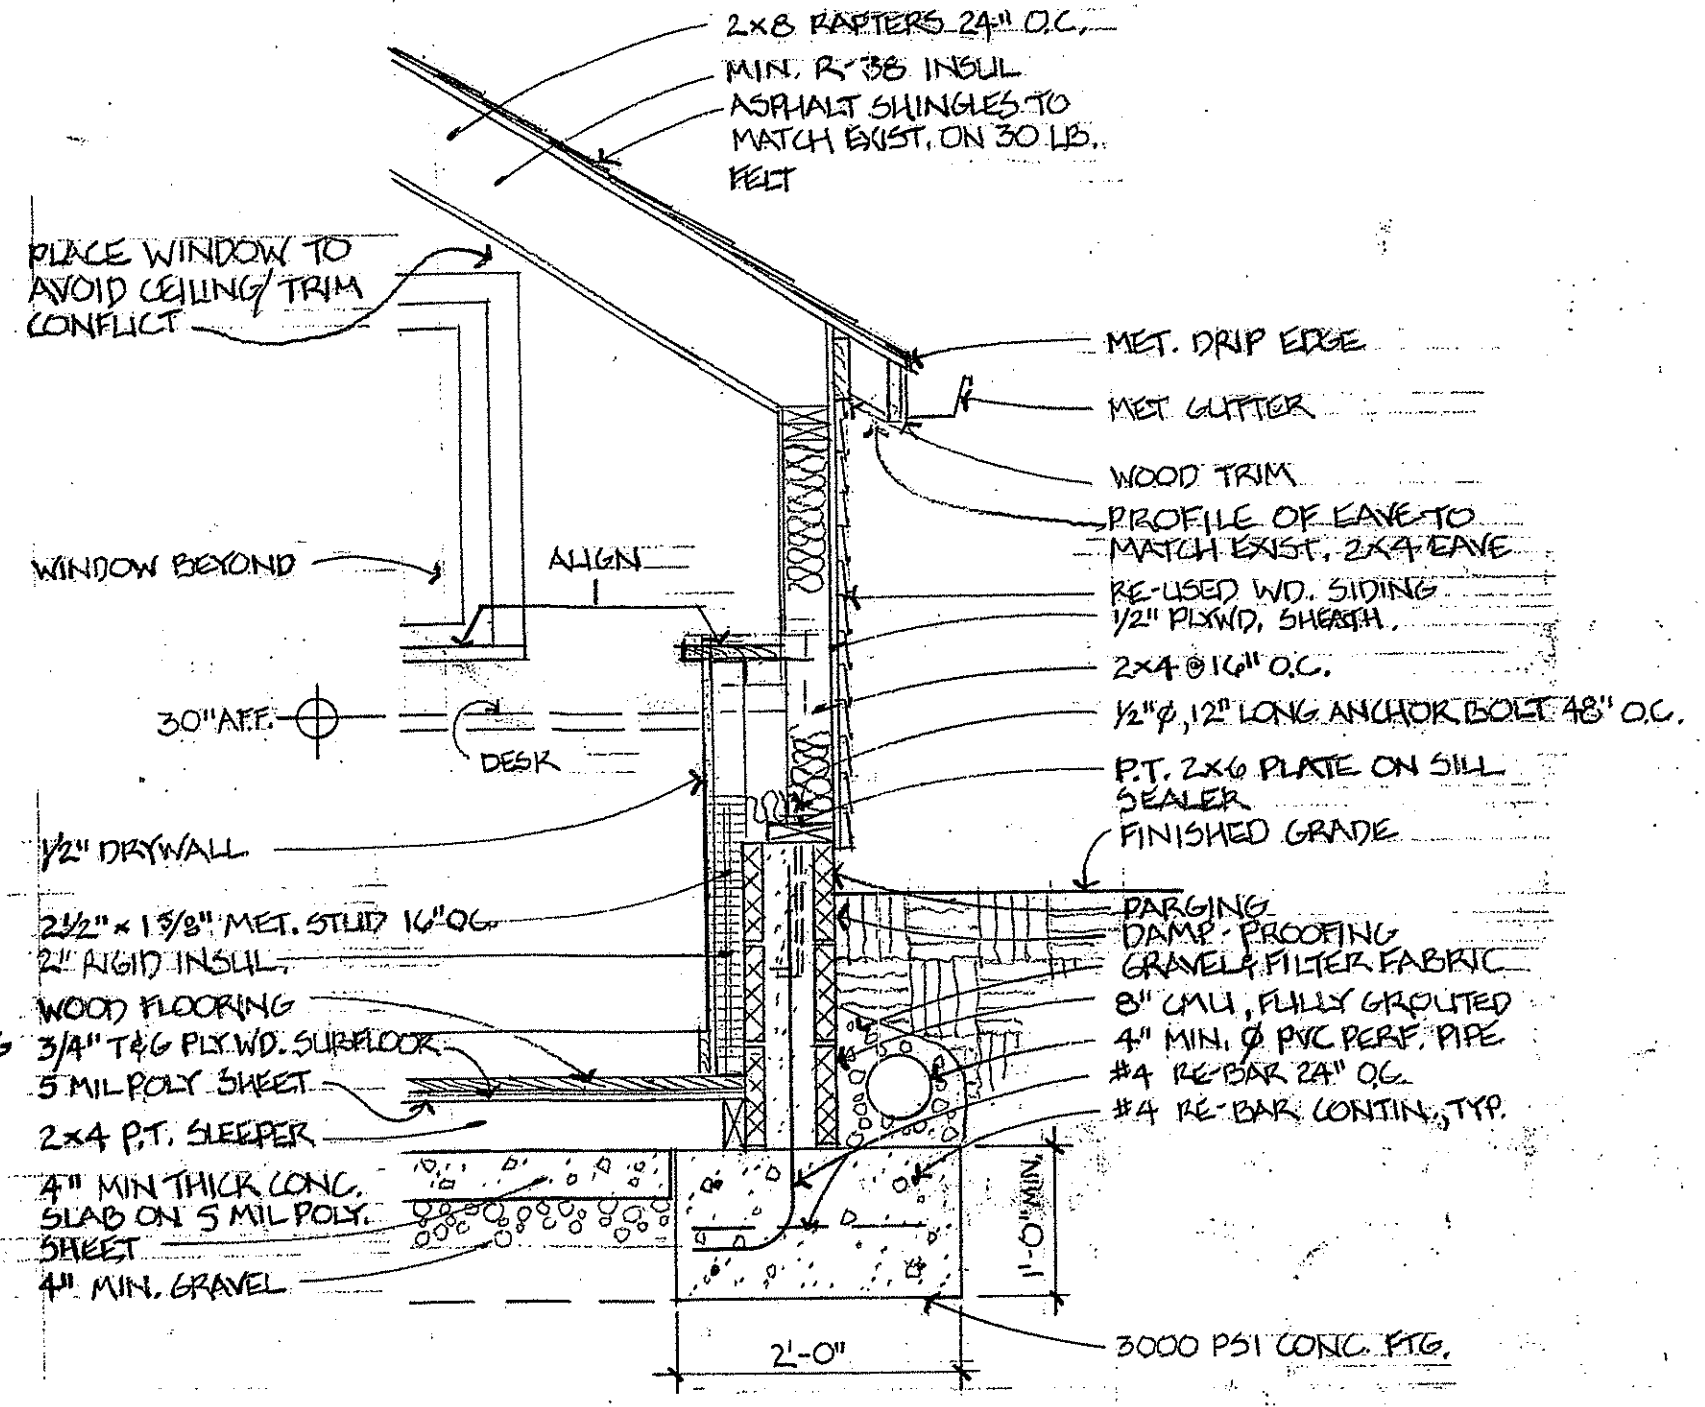 2x8 RAFTERS 24" O.C.
MIN. R-38 INSUL
ASPHALT SHINGLES TO
MATCH EXIST. ON 30 LB.
FELT
PLACE WINDOW TO
AVOID CEILING/TRIM
CONFLICT
WINDOW BEYOND
ALIGN
30" A.F.F.
DESK
1/2" DRYWALL
2 1/2" x 1 5/8" MET. STUD 16" O.C.
2" RIGID INSUL.
WOOD FLOORING
3/4" T&G PLYWD. SUBFLOOR
5 MIL POLY SHEET
2x4 P.T. SLEEPER
4" MIN THICK CONC.
SLAB ON 5 MIL POLY.
SHEET
4" MIN. GRAVEL
MET. DRIP EDGE
MET GUTTER
WOOD TRIM
PROFILE OF EAVE TO
MATCH EXIST. 2x4 EAVE
RE-USED WD. SIDING
1/2" PLYWD. SHEATH.
2x4 @ 16" O.C.
1/2" ø, 12" LONG ANCHOR BOLT 48" O.C.
P.T. 2x6 PLATE ON SILL
SEALER
FINISHED GRADE
PARGING
DAMP-PROOFING
GRAVEL & FILTER FABRIC
8" CMU, FULLY GROUTED
4" MIN. ø PVC PERF. PIPE
#4 RE-BAR 24" O.C.
#4 RE-BAR CONTIN., TYP.
1'-0" MIN.
3000 PSI CONC. FTG.
2'-0"